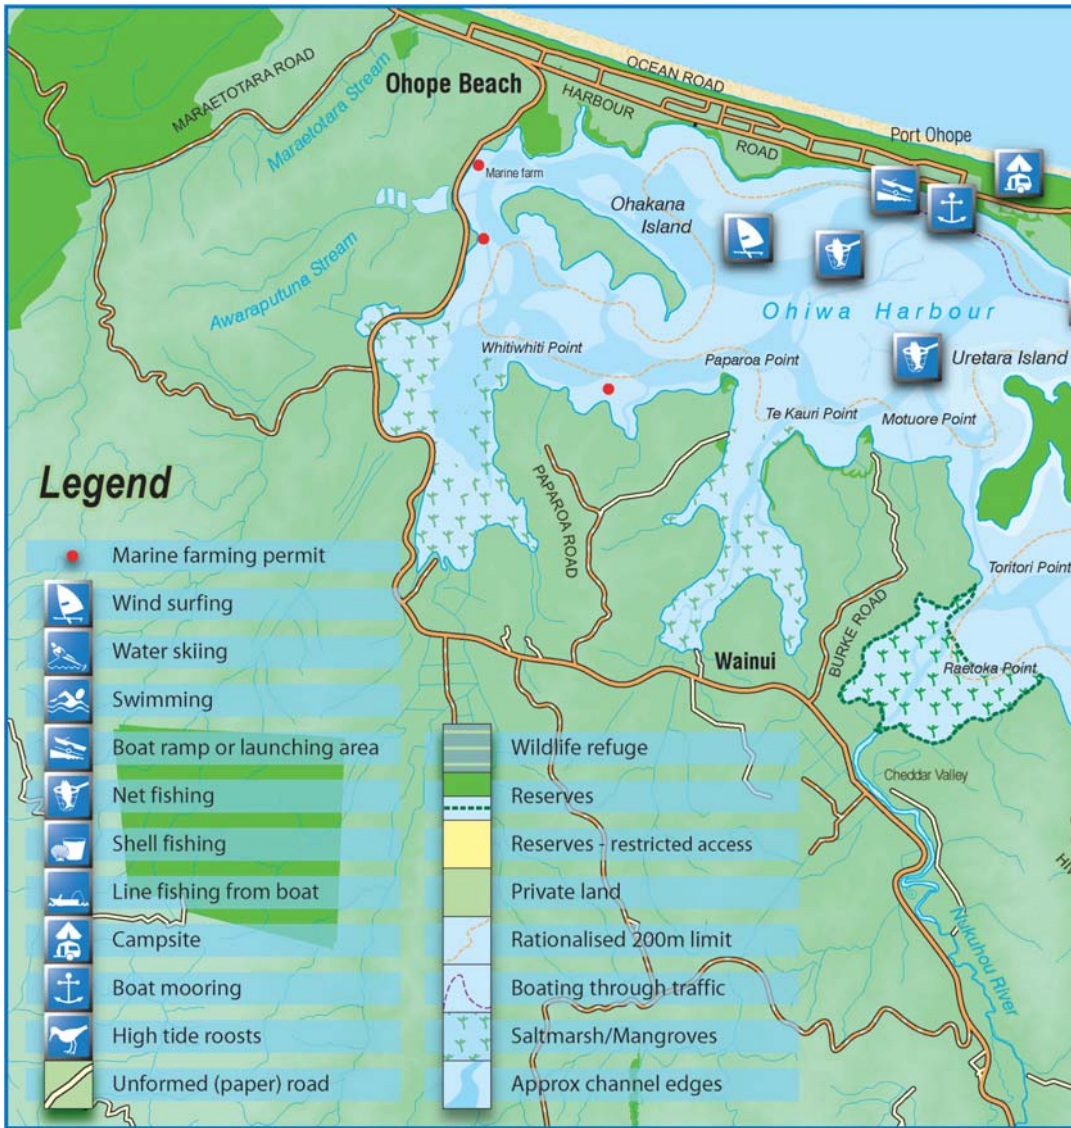 MARAETOTARA ROAD
Maraetotara Stream
Ohope Beach
OCEAN ROAD
HARBOUR
ROAD
Port Ohope
Marine farm
Ohakana
Island
Awaraputuna Stream
Ohiwa Harbour
Whitiwhiti Point
Paparoa Point
Uretara Island
Te Kauri Point
Motuore Point
PAPAROA ROAD
Toritori Point
BURKE ROAD
Wainui
Raetoka Point
Cheddar Valley
Nukuhou River
Legend
Marine farming permit
Wind surfing
Water skiing
Swimming
Boat ramp or launching area
Net fishing
Shell fishing
Line fishing from boat
Campsite
Boat mooring
High tide roosts
Unformed (paper) road
Wildlife refuge
Reserves
Reserves - restricted access
Private land
Rationalised 200m limit
Boating through traffic
Saltmarsh/Mangroves
Approx channel edges